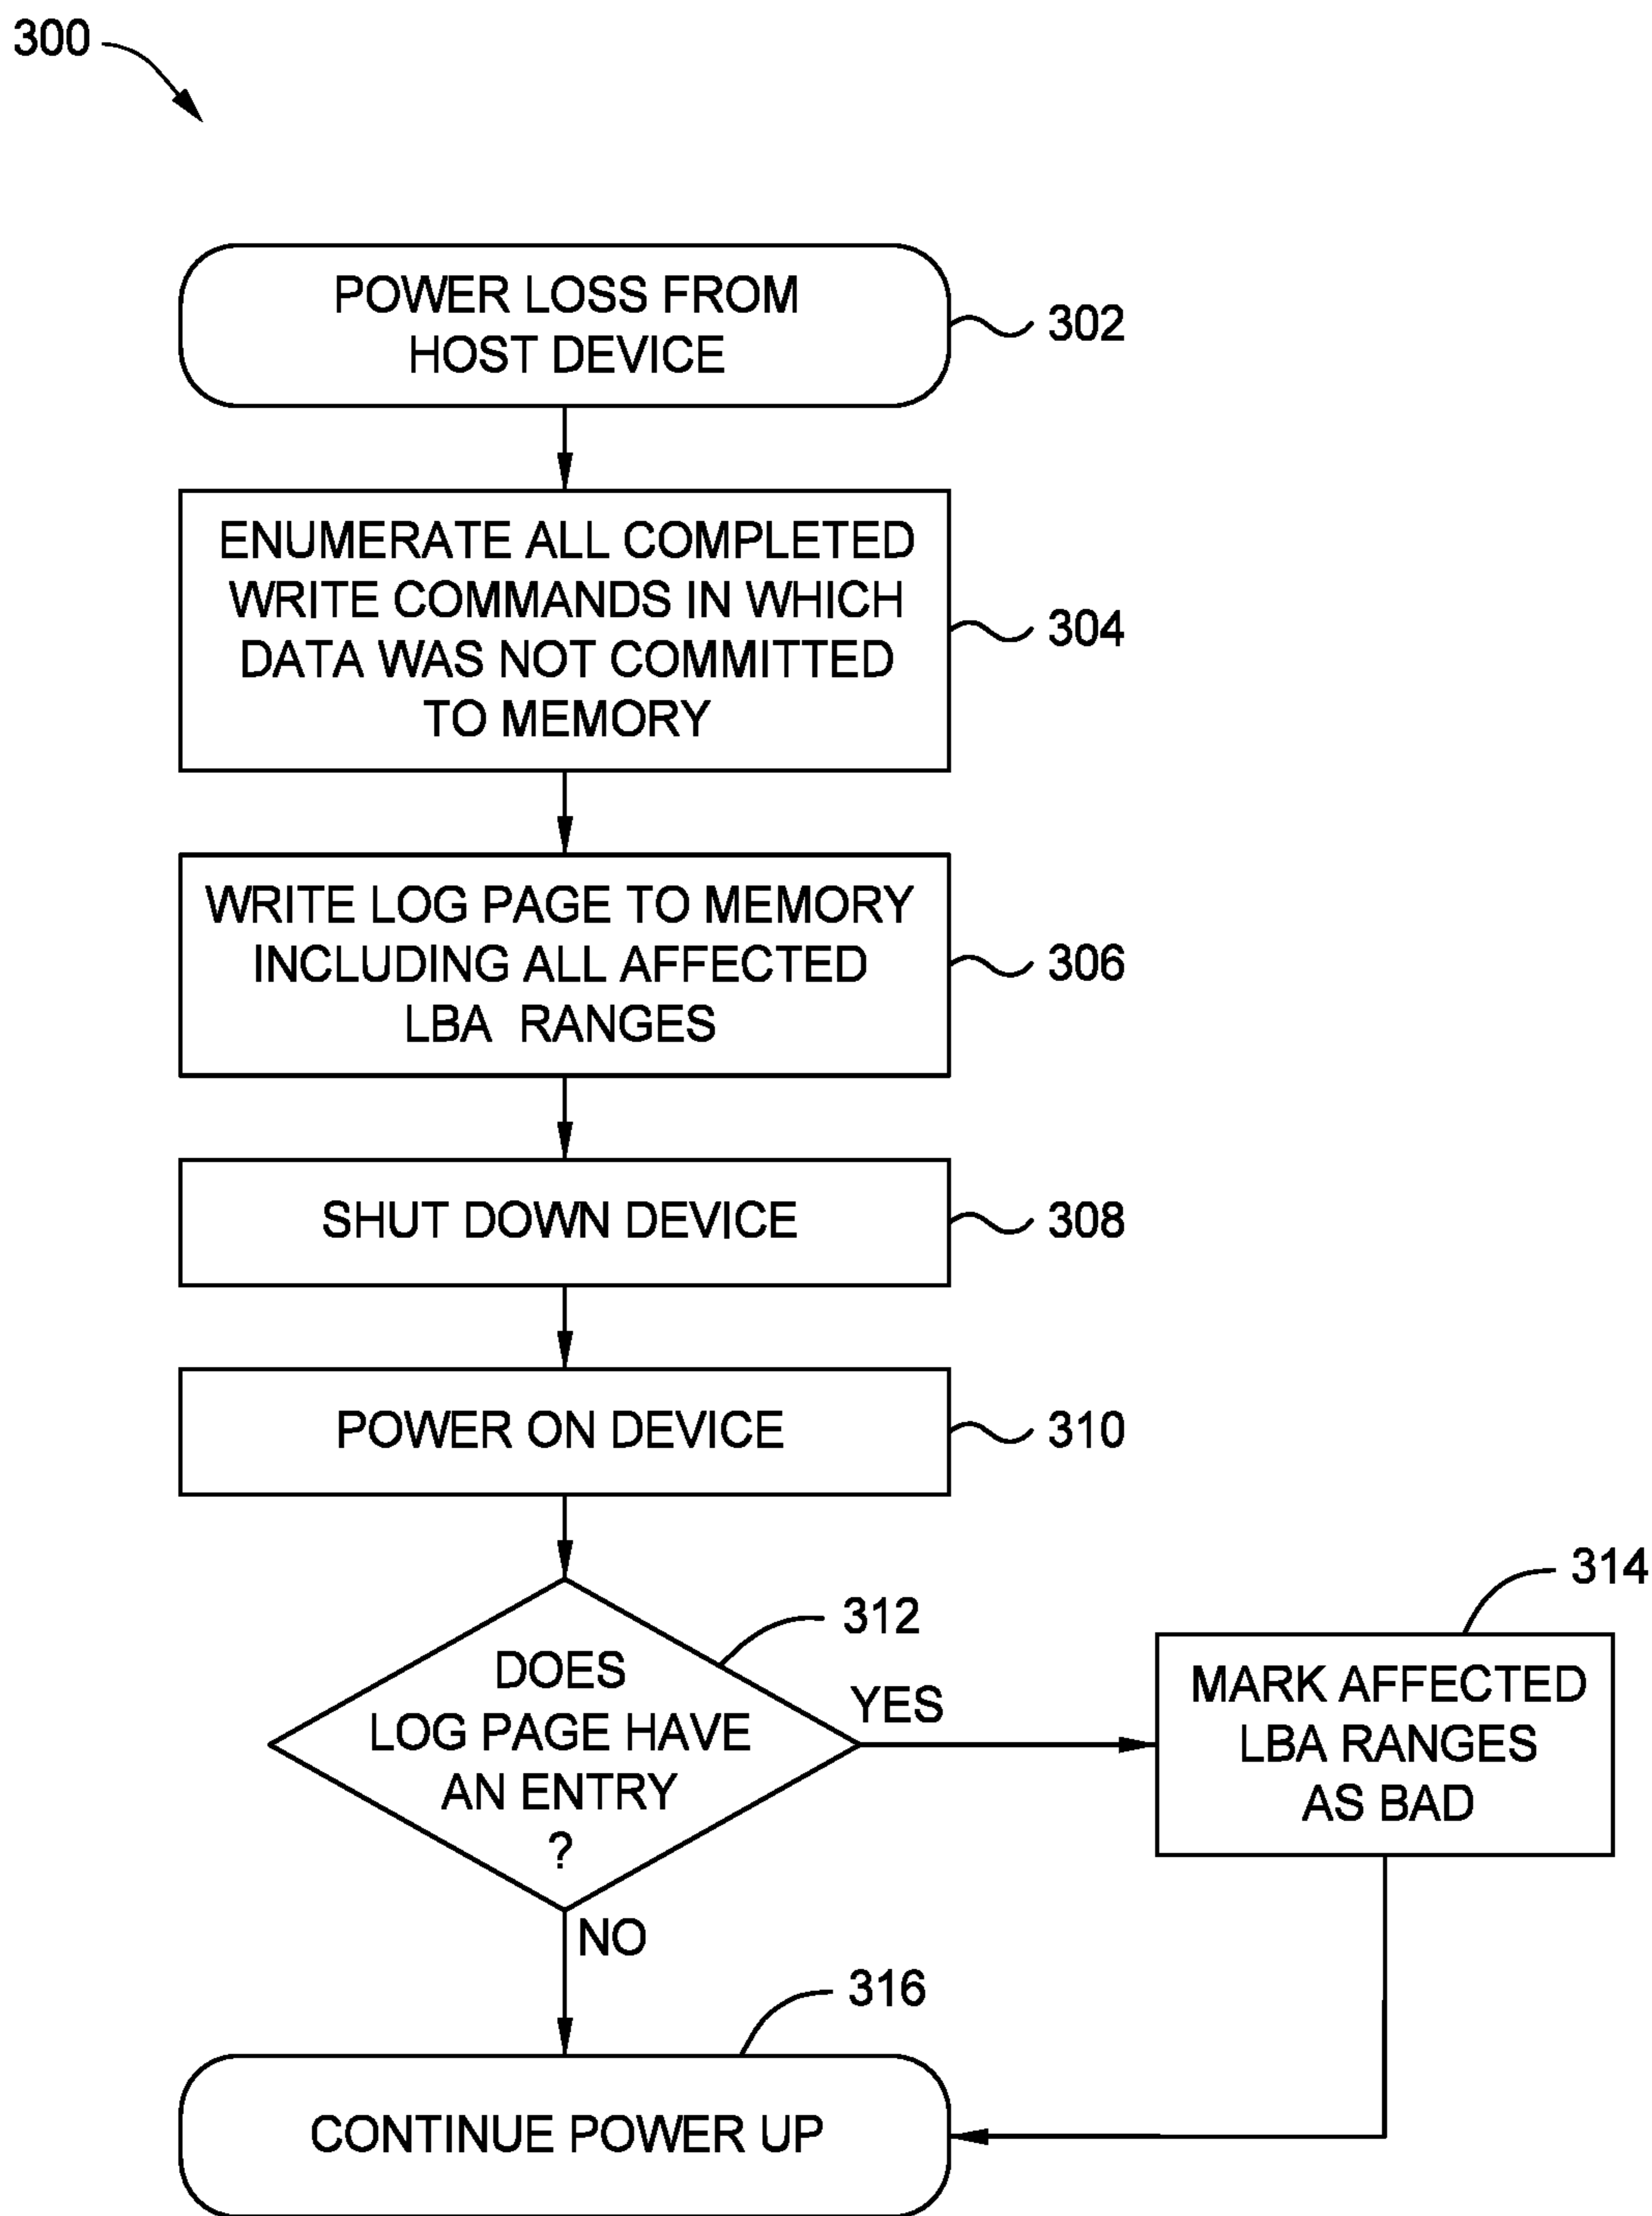 300
POWER LOSS FROM
HOST DEVICE
302
ENUMERATE ALL COMPLETED
WRITE COMMANDS IN WHICH
DATA WAS NOT COMMITTED
TO MEMORY
304
WRITE LOG PAGE TO MEMORY
INCLUDING ALL AFFECTED
LBA RANGES
306
SHUT DOWN DEVICE
308
POWER ON DEVICE
310
DOES
LOG PAGE HAVE
AN ENTRY
?
312
YES
314
MARK AFFECTED
LBA RANGES
AS BAD
NO
316
CONTINUE POWER UP